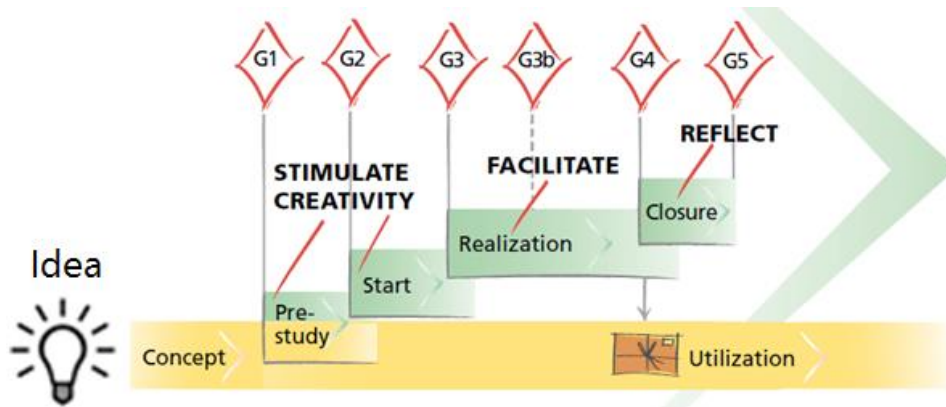 G1
G2
G3
G3b
G4
G5
REFLECT
STIMULATE
CREATIVITY
FACILITATE
Closure
Realization
Idea
Start
Pre-
study
Concept
Utilization